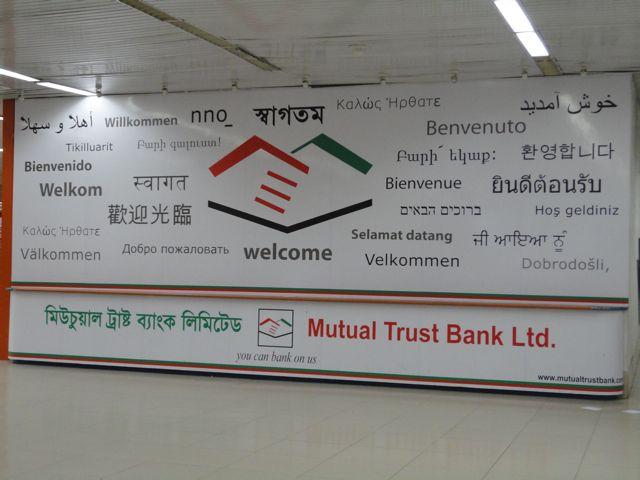 أهلا و سهلا
Willkommen
nno_
স্বাগতম
Καλώς Ήρθατε
خوش آمدید
Benvenuto
Tikilluarit
Բարի գալուստ!
Բարի՜ եկաք:
환영합니다
Bienvenido
Welkom
स्वागत
Bienvenue
ยินดีต้อนรับ
歡迎光臨
ברוכים הבאים
Hoş geldiniz
Καλώς Ήρθατε
Välkommen
Добро пожаловать
welcome
Selamat datang
ਜੀ ਆਇਆ ਨੂੰ
Velkommen
Dobrodošli,
মিউচুয়াল ট্রাষ্ট ব্যাংক লিমিটেড
Mutual Trust Bank Ltd.
you can bank on us
www.mutualtrustbank.com